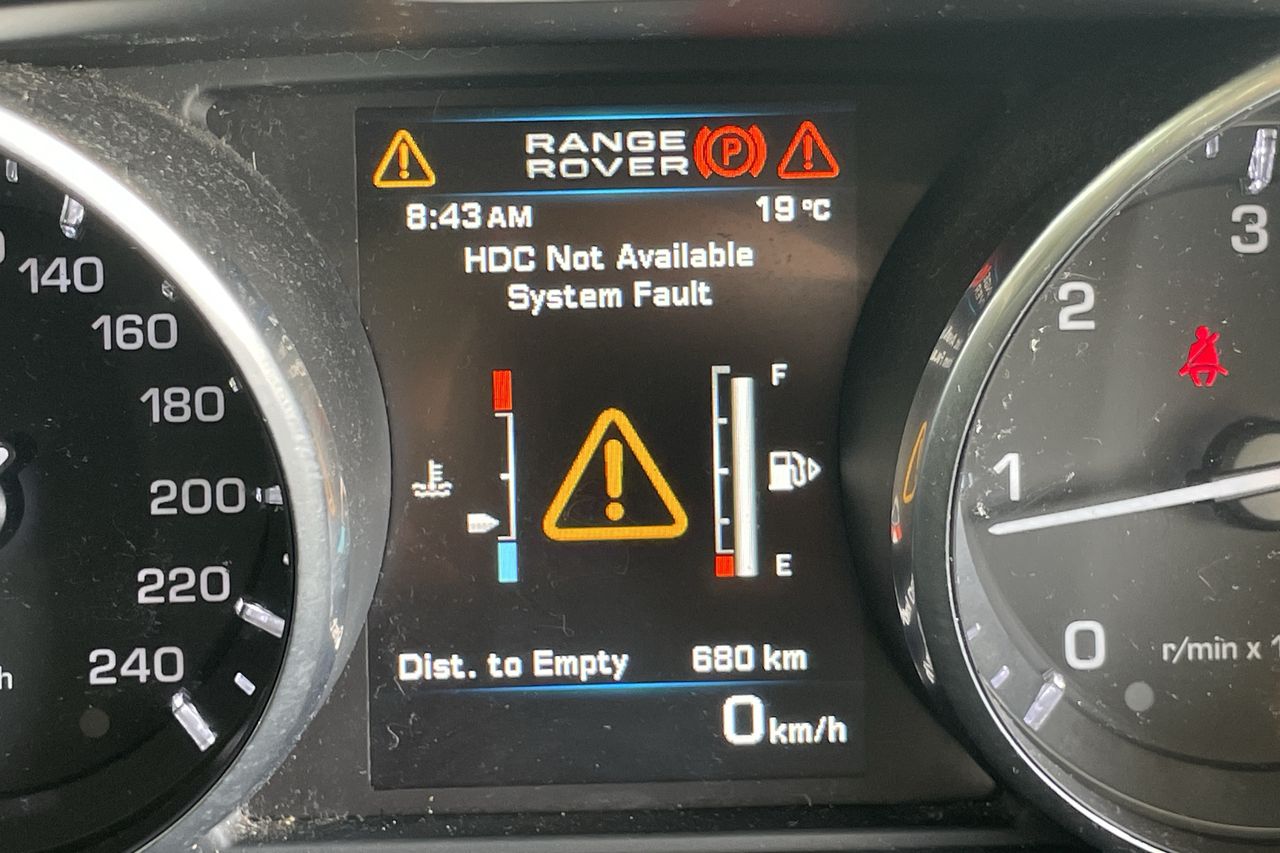 RANGE
ROVER
P
8:43 AM
19 °C
HDC Not Available
System Fault
F
E
Dist. to Empty 680 km
0 km/h
140
160
180
200
220
240
h
3
2
1
0
r/min x 1